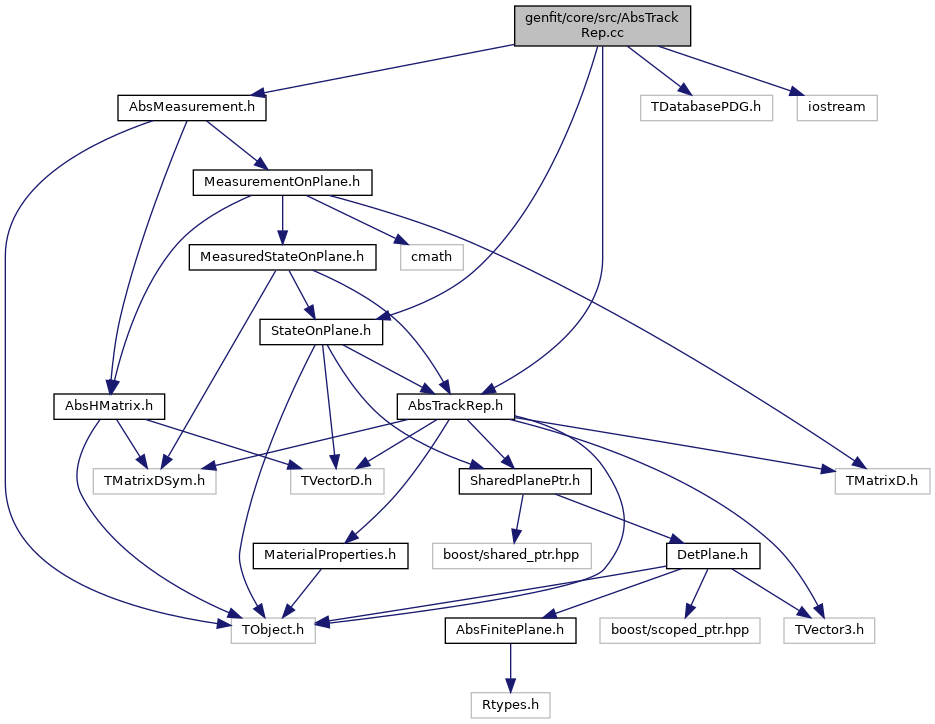 genfit/core/src/AbsTrack
Rep.cc
AbsMeasurement.h
TDatabasePDG.h
iostream
MeasurementOnPlane.h
MeasuredStateOnPlane.h
cmath
StateOnPlane.h
AbsHMatrix.h
AbsTrackRep.h
TMatrixDSym.h
TVectorD.h
SharedPlanePtr.h
TMatrixD.h
MaterialProperties.h
boost/shared_ptr.hpp
DetPlane.h
TObject.h
AbsFinitePlane.h
boost/scoped_ptr.hpp
TVector3.h
Rtypes.h